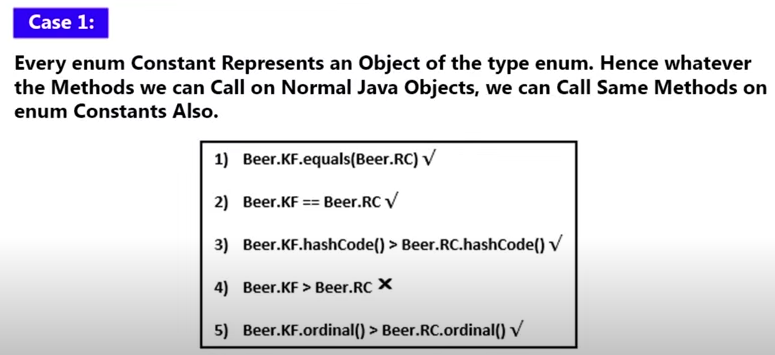 Case 1:
Every enum Constant Represents an Object of the type enum. Hence whatever
the Methods we can Call on Normal Java Objects, we can Call Same Methods on
enum Constants Also.
1) Beer.KF.equals(Beer.RC) √
2) Beer.KF == Beer.RC √
3) Beer.KF.hashCode() > Beer.RC.hashCode() √
4) Beer.KF > Beer.RC ×
5) Beer.KF.ordinal() > Beer.RC.ordinal() √